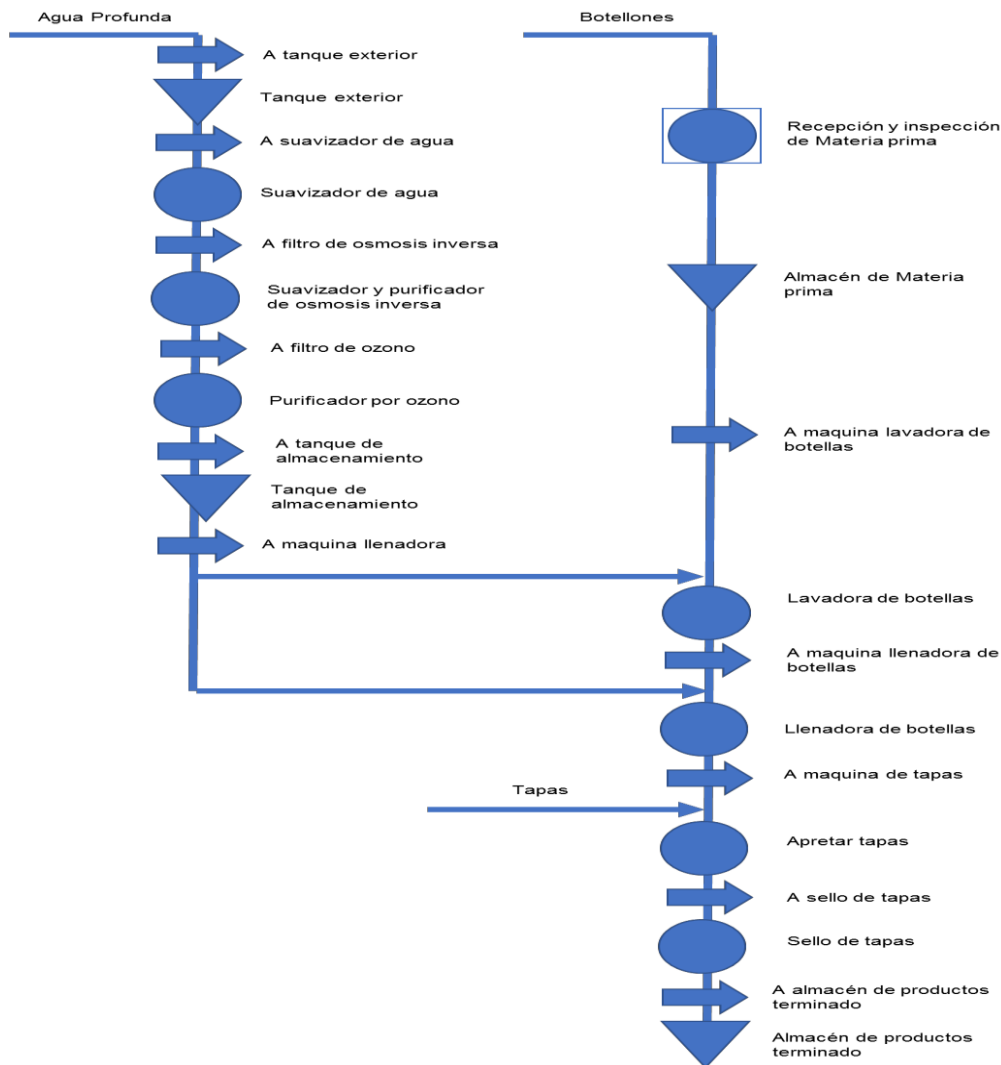 Agua Profunda
A tanque exterior
Tanque exterior
A suavizador de agua
Suavizador de agua
A filtro de osmosis inversa
Suavizador y purificador
de osmosis inversa
A filtro de ozono
Purificador por ozono
A tanque de
almacenamiento
Tanque de
almacenamiento
A maquina llenadora
Botellones
Recepción y inspección
de Materia prima
Almacén de Materia
prima
A maquina lavadora de
botellas
Lavadora de botellas
A maquina llenadora de
botellas
Llenadora de botellas
A maquina de tapas
Tapas
Apretar tapas
A sello de tapas
Sello de tapas
A almacén de productos
terminado
Almacén de productos
terminado